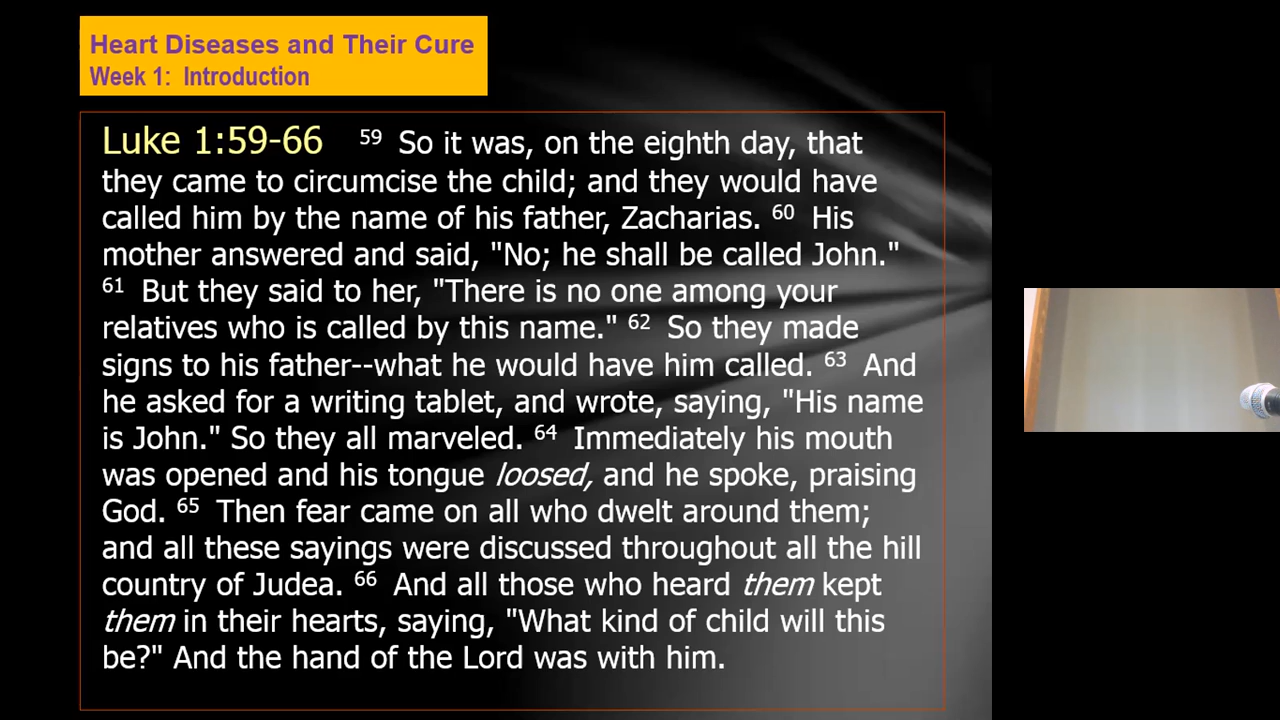 Heart Diseases and Their Cure
Week 1: Introduction
Luke 1:59-66 59 So it was, on the eighth day, that
they came to circumcise the child; and they would have
called him by the name of his father, Zacharias. 60 His
mother answered and said, "No; he shall be called John."
61 But they said to her, "There is no one among your
relatives who is called by this name." 62 So they made
signs to his father--what he would have him called. 63 And
he asked for a writing tablet, and wrote, saying, "His name
is John." So they all marveled. 64 Immediately his mouth
was opened and his tongue loosed, and he spoke, praising
God. 65 Then fear came on all who dwelt around them;
and all these sayings were discussed throughout all the hill
country of Judea. 66 And all those who heard them kept
them in their hearts, saying, "What kind of child will this
be?" And the hand of the Lord was with him.